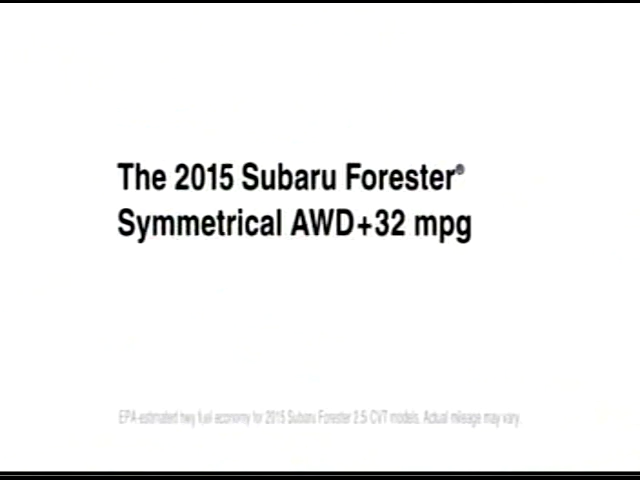 The 2015 Subaru Forester®
Symmetrical AWD+32 mpg
EPA-estimated hwy fuel economy for 2015 Subaru Forester 2.5i CVT models. Actual mileage may vary.